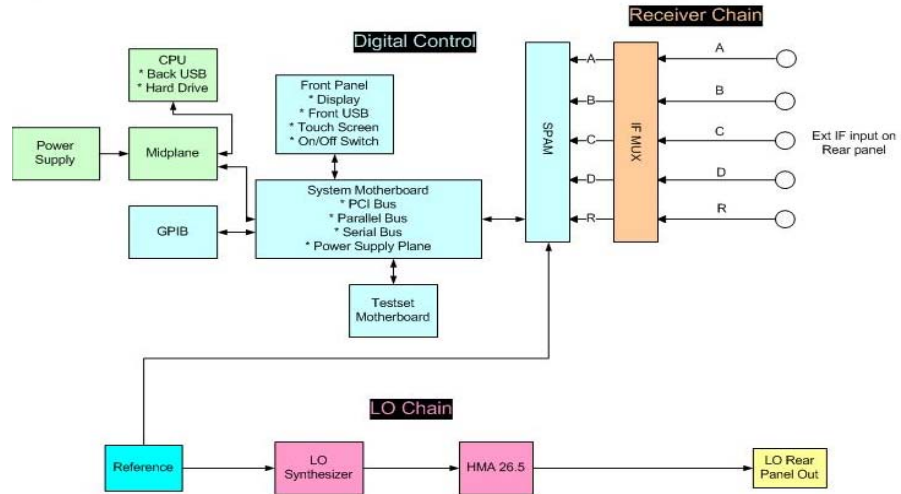 Receiver Chain
Digital Control
CPU
* Back USB
* Hard Drive
Front Panel
* Display
* Front USB
* Touch Screen
* On/Off Switch
Power
Supply
Midplane
GPIB
System Motherboard
* PCI Bus
* Parallel Bus
* Serial Bus
* Power Supply Plane
Testset
Motherboard
SPAM
A
B
C
D
R
IF MUX
A
B
C
D
R
Ext IF input on
Rear panel
LO Chain
Reference
LO
Synthesizer
HMA 26.5
LO Rear
Panel Out